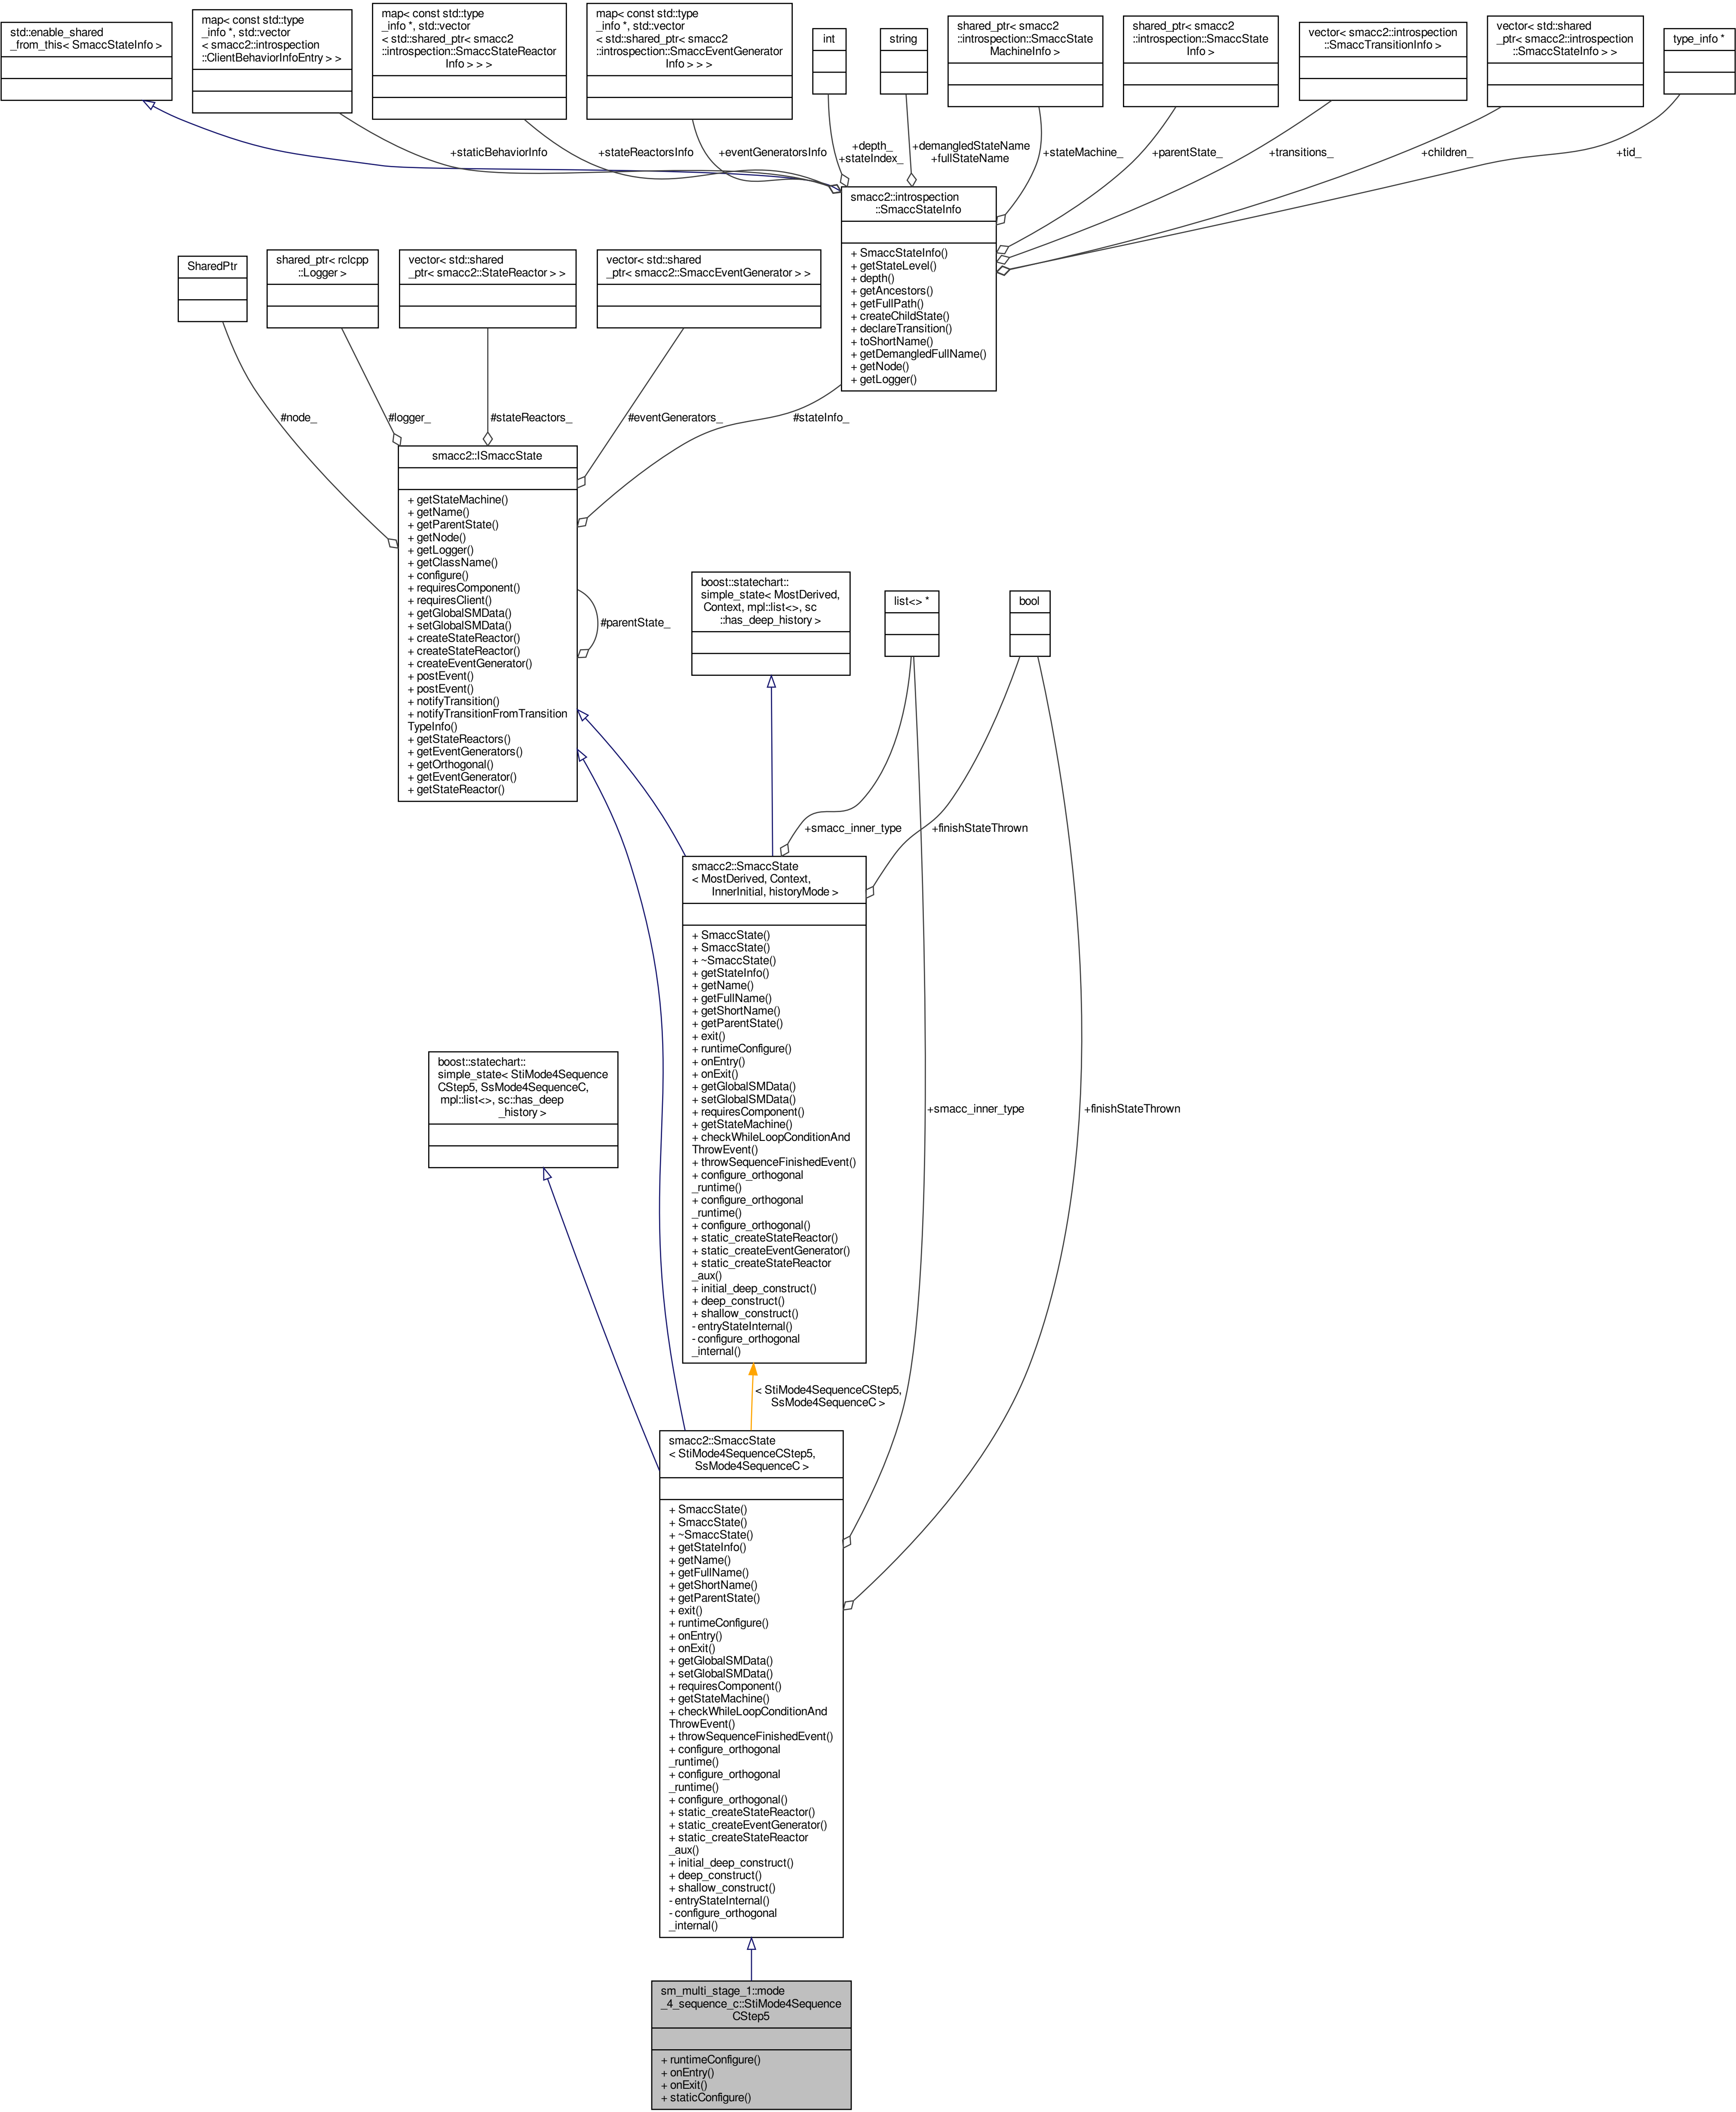 std::enable_shared
_from_this< SmaccStateInfo >
map< const std::type
_info *, std::vector
< smacc2::introspection
::ClientBehaviorInfoEntry > >
map< const std::type
_info *, std::vector
< std::shared_ptr< smacc2
::introspection::SmaccStateReactor
Info > > >
map< const std::type
_info *, std::vector
< std::shared_ptr< smacc2
::introspection::SmaccEventGenerator
Info > > >
int
string
shared_ptr< smacc2
::introspection::SmaccState
MachineInfo >
shared_ptr< smacc2
::introspection::SmaccState
Info >
vector< smacc2::introspection
::SmaccTransitionInfo >
vector< std::shared
_ptr< smacc2::introspection
::SmaccStateInfo > >
type_info *
+staticBehaviorInfo
+stateReactorsInfo
+eventGeneratorsInfo
+depth_
+stateIndex_
+demangledStateName
+fullStateName
+stateMachine_
+parentState_
+transitions_
+children_
+tid_
smacc2::introspection
::SmaccStateInfo
+ SmaccStateInfo()
+ getStateLevel()
+ depth()
+ getAncestors()
+ getFullPath()
+ createChildState()
+ declareTransition()
+ toShortName()
+ getDemangledFullName()
+ getNode()
+ getLogger()
SharedPtr
shared_ptr< rclcpp
::Logger >
vector< std::shared
_ptr< smacc2::StateReactor > >
vector< std::shared
_ptr< smacc2::SmaccEventGenerator > >
#node_
#logger_
#stateReactors_
#eventGenerators_
#stateInfo_
smacc2::ISmaccState
+ getStateMachine()
+ getName()
+ getParentState()
+ getNode()
+ getLogger()
+ getClassName()
+ configure()
+ requiresComponent()
+ requiresClient()
+ getGlobalSMData()
+ setGlobalSMData()
+ createStateReactor()
+ createStateReactor()
+ createEventGenerator()
+ postEvent()
+ postEvent()
+ notifyTransition()
+ notifyTransitionFromTransition
TypeInfo()
+ getStateReactors()
+ getEventGenerators()
+ getOrthogonal()
+ getEventGenerator()
+ getStateReactor()
#parentState_
boost::statechart::
simple_state< MostDerived,
Context, mpl::list<>, sc
::has_deep_history >
list<> *
bool
+smacc_inner_type
+finishStateThrown
smacc2::SmaccState
< MostDerived, Context,
InnerInitial, historyMode >
+ SmaccState()
+ SmaccState()
+ ~SmaccState()
+ getStateInfo()
+ getName()
+ getFullName()
+ getShortName()
+ getParentState()
+ exit()
+ runtimeConfigure()
+ onEntry()
+ onExit()
+ getGlobalSMData()
+ setGlobalSMData()
+ requiresComponent()
+ getStateMachine()
+ checkWhileLoopConditionAnd
ThrowEvent()
+ throwSequenceFinishedEvent()
+ configure_orthogonal
_runtime()
+ configure_orthogonal
_runtime()
+ configure_orthogonal()
+ static_createStateReactor()
+ static_createEventGenerator()
+ static_createStateReactor
_aux()
+ initial_deep_construct()
+ deep_construct()
+ shallow_construct()
- entryStateInternal()
- configure_orthogonal
_internal()
boost::statechart::
simple_state< StiMode4Sequence
CStep5, SsMode4SequenceC,
mpl::list<>, sc::has_deep
_history >
+smacc_inner_type
+finishStateThrown
< StiMode4SequenceCStep5,
SsMode4SequenceC >
smacc2::SmaccState
< StiMode4SequenceCStep5,
SsMode4SequenceC >
+ SmaccState()
+ SmaccState()
+ ~SmaccState()
+ getStateInfo()
+ getName()
+ getFullName()
+ getShortName()
+ getParentState()
+ exit()
+ runtimeConfigure()
+ onEntry()
+ onExit()
+ getGlobalSMData()
+ setGlobalSMData()
+ requiresComponent()
+ getStateMachine()
+ checkWhileLoopConditionAnd
ThrowEvent()
+ throwSequenceFinishedEvent()
+ configure_orthogonal
_runtime()
+ configure_orthogonal
_runtime()
+ configure_orthogonal()
+ static_createStateReactor()
+ static_createEventGenerator()
+ static_createStateReactor
_aux()
+ initial_deep_construct()
+ deep_construct()
+ shallow_construct()
- entryStateInternal()
- configure_orthogonal
_internal()
sm_multi_stage_1::mode
_4_sequence_c::StiMode4Sequence
CStep5
+ runtimeConfigure()
+ onEntry()
+ onExit()
+ staticConfigure()